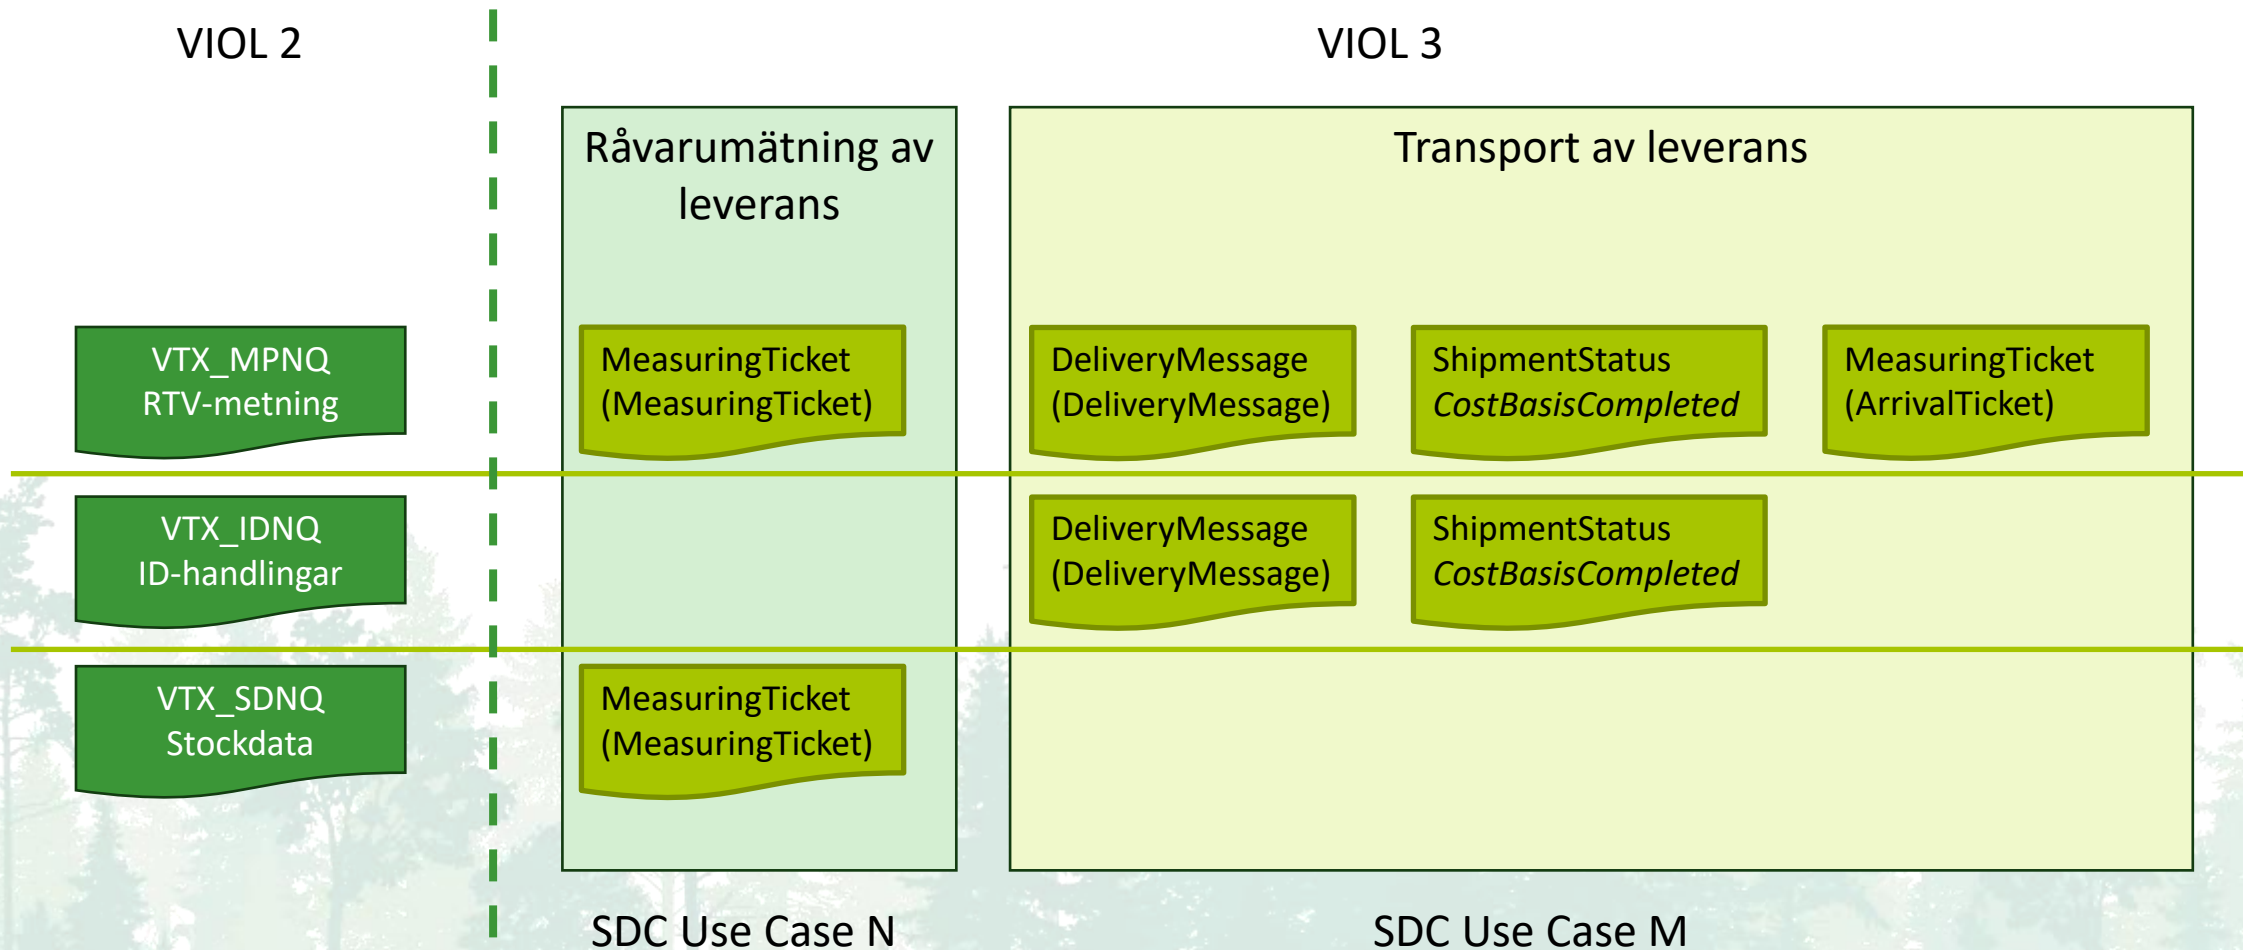 VIOL 2
VIOL 3
Råvarumätning av
leverans
Transport av leverans
VTX_MPNQ
RTV-metning
MeasuringTicket
(MeasuringTicket)
DeliveryMessage
(DeliveryMessage)
ShipmentStatus
CostBasisCompleted
MeasuringTicket
(ArrivalTicket)
VTX_IDNQ
ID-handlingar
DeliveryMessage
(DeliveryMessage)
ShipmentStatus
CostBasisCompleted
VTX_SDNQ
Stockdata
MeasuringTicket
(MeasuringTicket)
SDC Use Case N
SDC Use Case M